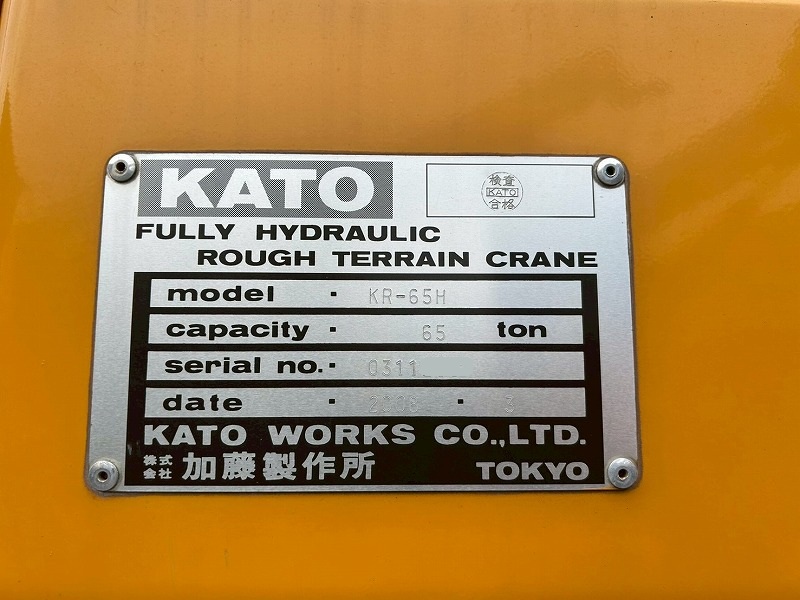 KATO
検査
KATO
合格
FULLY HYDRAULIC
ROUGH TERRAIN CRANE
model · KR-65H
capacity · 65 ton
serial no. · 0311
date · 2008 · 3
KATO WORKS CO.,LTD.
株式会社 加藤製作所 TOKYO